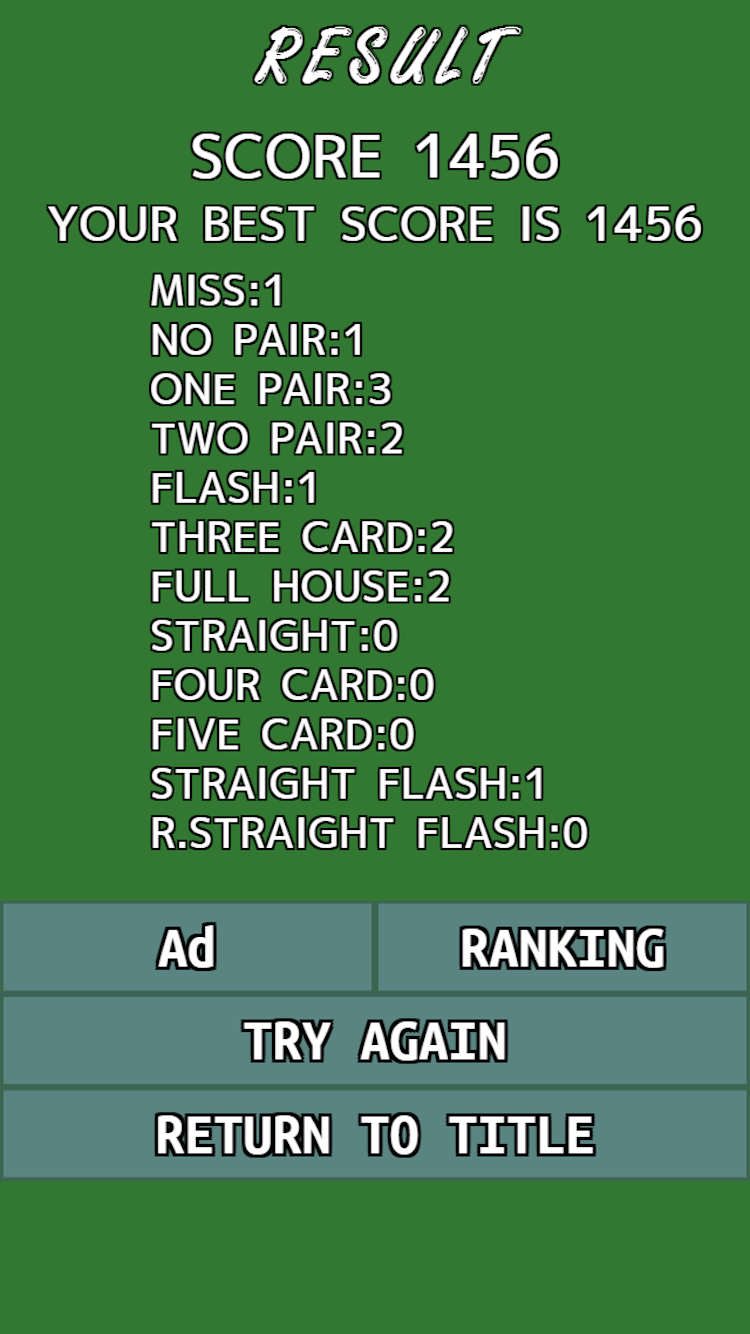 RESULT
SCORE 1456
YOUR BEST SCORE IS 1456
MISS:1
NO PAIR:1
ONE PAIR:3
TWO PAIR:2
FLASH:1
THREE CARD:2
FULL HOUSE:2
STRAIGHT:0
FOUR CARD:0
FIVE CARD:0
STRAIGHT FLASH:1
R.STRAIGHT FLASH:0
Ad RANKING
TRY AGAIN
RETURN TO TITLE